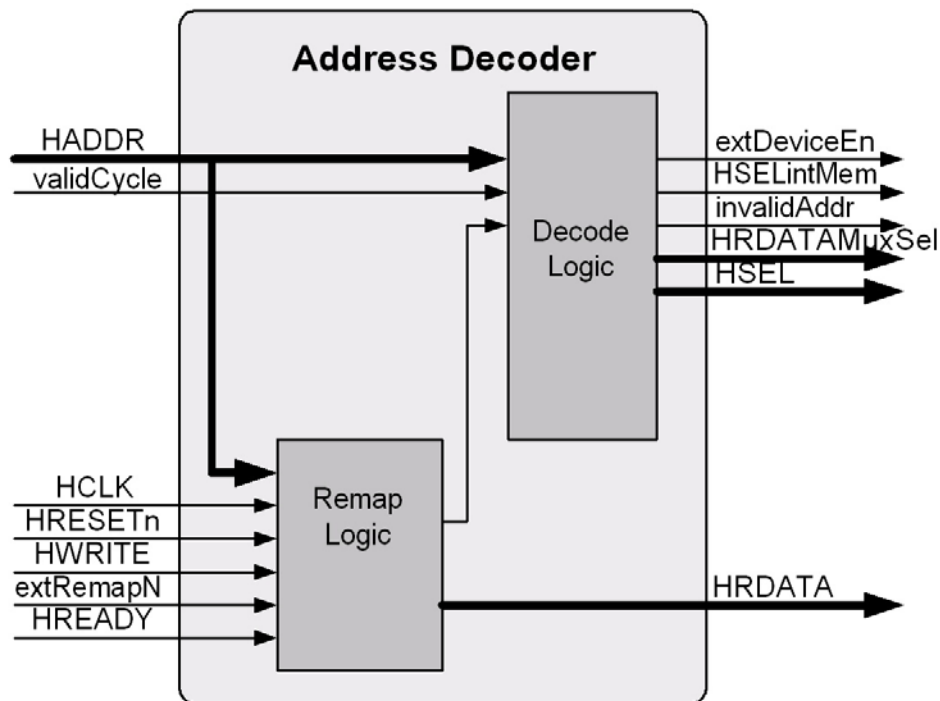 Address Decoder
HADDR
validCycle
Decode
Logic
extDeviceEn
HSELintMem
invalidAddr
HRDATAMuxSel
HSEL
HCLK
HRESETn
HWRITE
extRemapN
HREADY
Remap
Logic
HRDATA